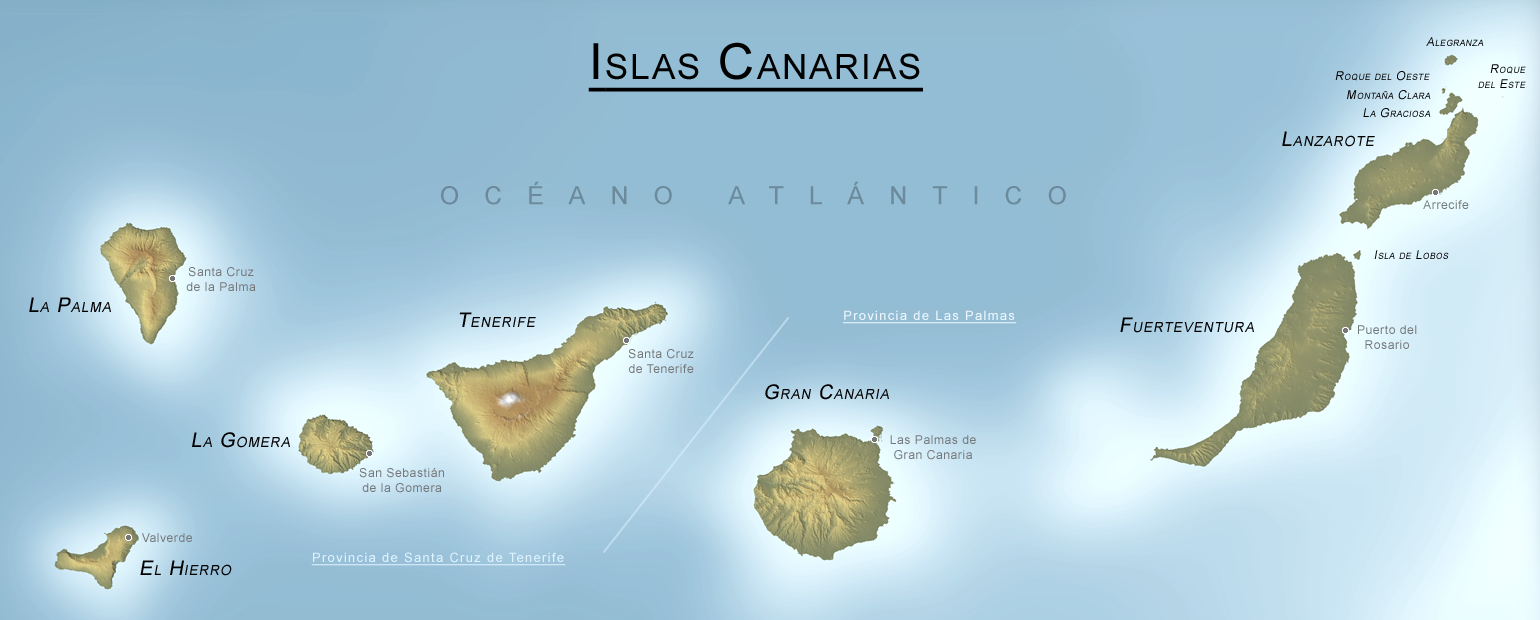 Islas Canarias
Alegranza
Roque
del Este
Roque del Oeste
Montaña Clara
La Graciosa
Lanzarote
Arrecife
OCÉANO ATLÁNTICO
Isla de Lobos
Santa Cruz
de la Palma
La Palma
Tenerife
Santa Cruz
de Tenerife
Provincia de Las Palmas
Fuerteventura
Puerto del
Rosario
Gran Canaria
Las Palmas de
Gran Canaria
La Gomera
San Sebastián
de la Gomera
Valverde
El Hierro
Provincia de Santa Cruz de Tenerife